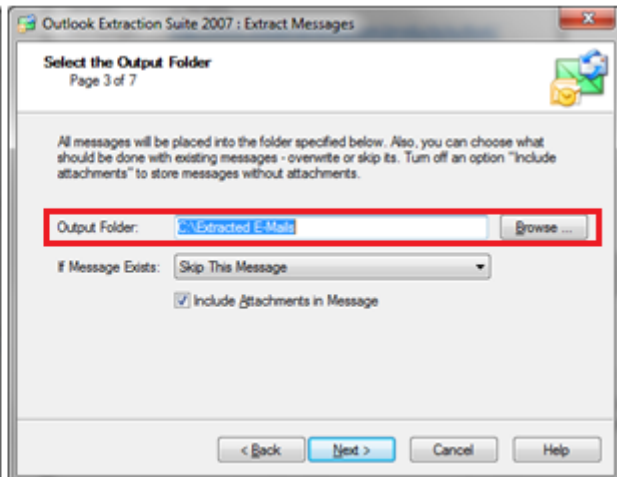 Outlook Extraction Suite 2007 : Extract Messages
Select the Output Folder
Page 3 of 7
All messages will be placed into the folder specified below. Also, you can choose what
should be done with existing messages - overwrite or skip its. Turn off an option "Include
attachments" to store messages without attachments.
Output Folder: C:\Extracted E-Mails Browse ...
If Message Exists: Skip This Message
Include Attachments in Message
< Back Next > Cancel Help